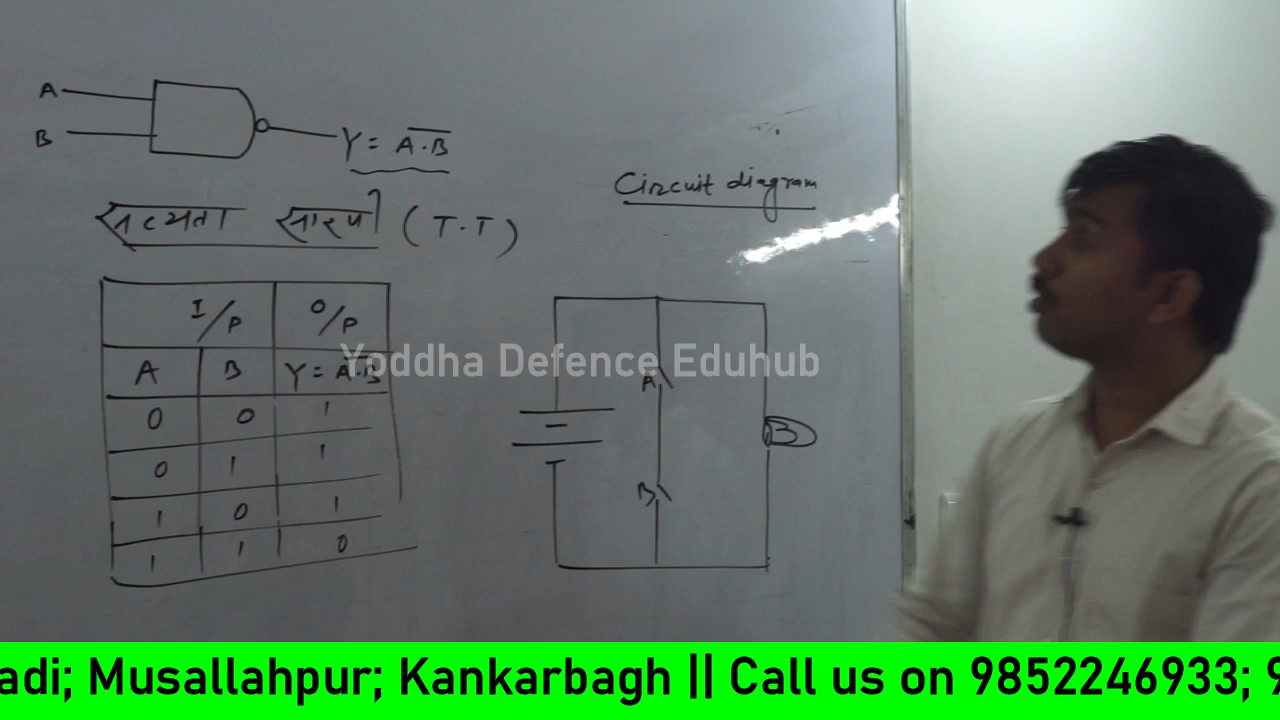 A
B
Y = A̅.̅B̅
सत्यता सारणी (T.T)
I/P O/P
A B Y = A̅.̅B̅
0 0 1
0 1 1
1 0 1
1 1 0
Circuit diagram
A
B
B
Yoddha Defence Eduhub
adi; Musallahpur; Kankarbagh || Call us on 9852246933; 9